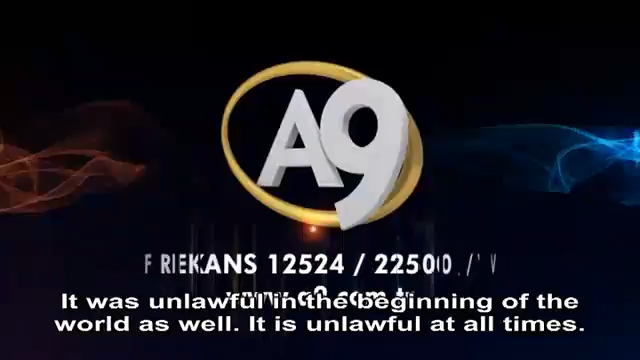 A9
FREKANS 12524 / 22500 / V
It was unlawful in the beginning of the
world as well. It is unlawful at all times.